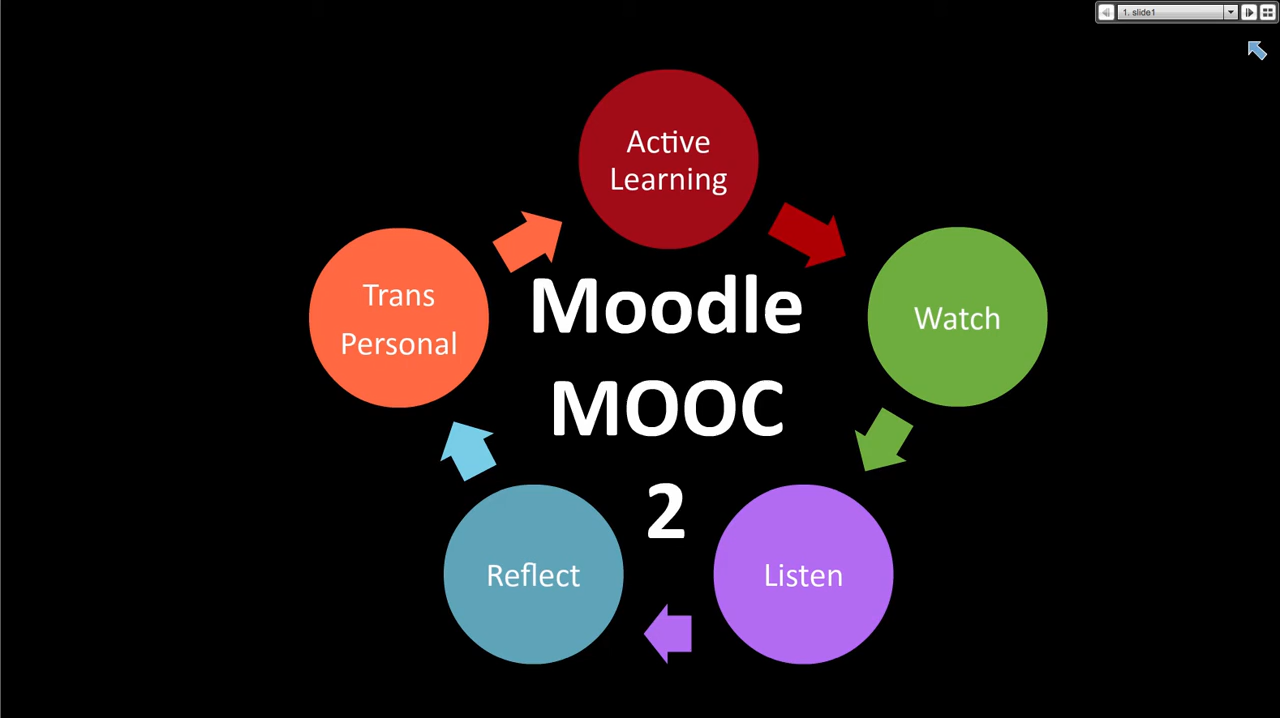 1. slide1
Active
Learning
Trans
Personal
Watch
Moodle
MOOC
2
Reflect
Listen